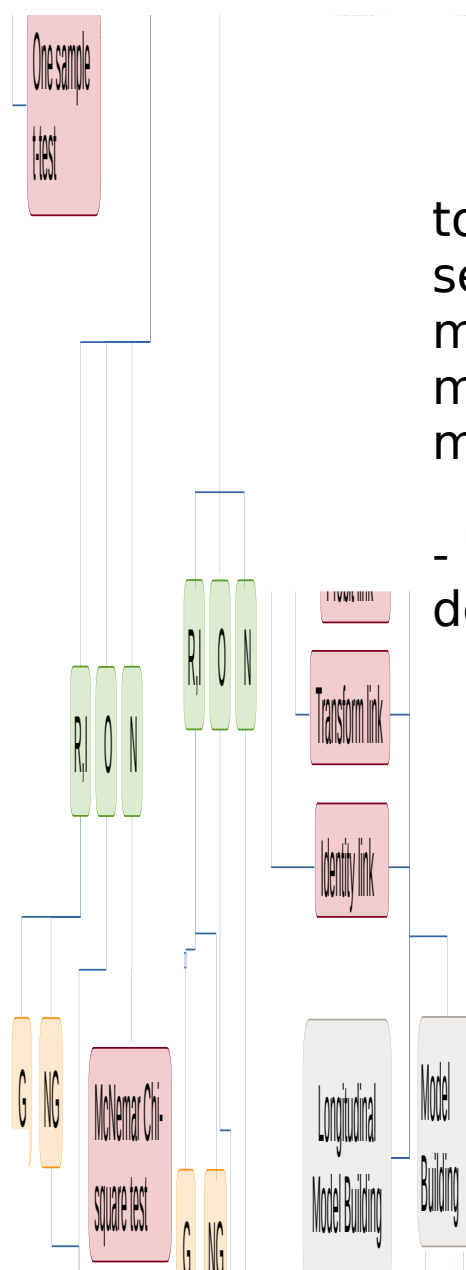 One sample
t-test
to
se
m
m
m
-
de
R,I
O
N
Transform link
R,I
O
N
Identity link
G
NG
McNemar Chi-
square test
Longitudinal
Model Building
Model
Building
G
NG